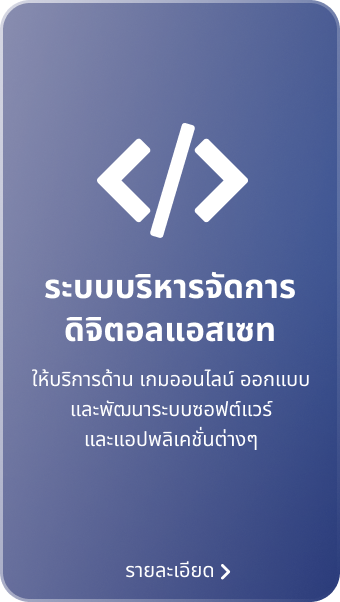 ระบบบริหารจัดการ
ดิจิตอลแอสเซท
ให้บริการด้าน เกมออนไลน์ ออกแบบ
และพัฒนาระบบซอฟต์แวร์
และแอปพลิเคชั่นต่างๆ
รายละเอียด